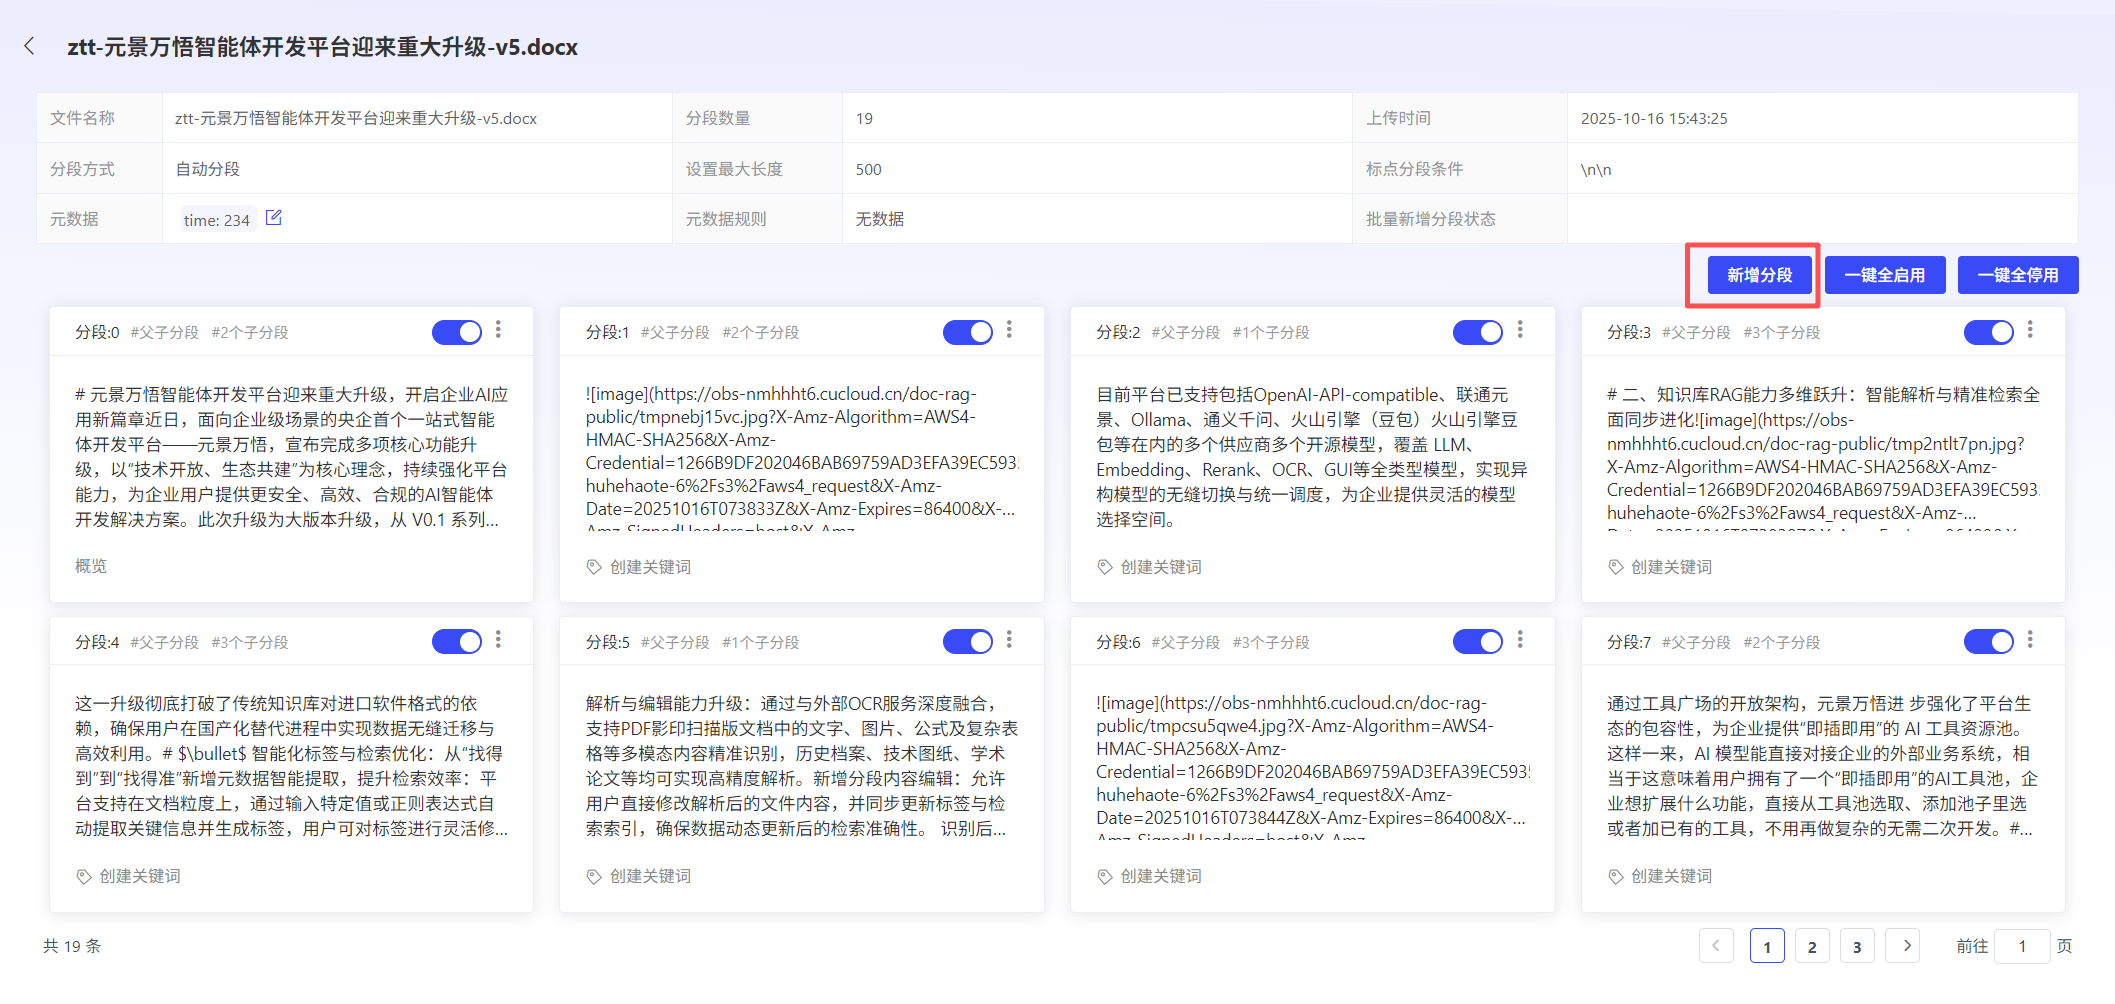 ztt-元景万悟智能体开发平台迎来重大升级-v5.docx
文件名称 ztt-元景万悟智能体开发平台迎来重大升级-v5.docx 分段数量 19 上传时间 2025-10-16 15:43:25
分段方式 自动分段 设置最大长度 500 标点分段条件 \n\n
元数据 time: 234 元数据规则 无数据 批量新增分段状态
新增分段 一键全启用 一键全停用
分段:0 #父子分段 #2个子分段
# 元景万悟智能体开发平台迎来重大升级，开启企业AI应
用新篇章近日，面向企业级场景的央企首个一站式智能
体开发平台——元景万悟，宣布完成多项核心功能升
级，以“技术开放、生态共建”为核心理念，持续强化平台
能力，为企业用户提供更安全、高效、合规的AI智能体
开发解决方案。此次升级为大版本升级，从 V0.1 系列...
概览
分段:1 #父子分段 #2个子分段
![image](https://obs-nmhhht6.cucloud.cn/doc-rag-
public/tmpnebj15vc.jpg?X-Amz-Algorithm=AWS4-
HMAC-SHA256&X-Amz-
Credential=1266B9DF202046BAB69759AD3EFA39EC593
huhehaote-6%2Fs3%2Faws4_request&X-Amz-
Date=20251016T073833Z&X-Amz-Expires=86400&X-...
Amz-SignedHeaders=host&X-Amz-
创建关键词
分段:2 #父子分段 #1个子分段
目前平台已支持包括OpenAI-API-compatible、联通元
景、Ollama、通义千问、火山引擎（豆包）火山引擎豆
包等在内的多个供应商多个开源模型，覆盖 LLM、
Embedding、Rerank、OCR、GUI等全类型模型，实现异
构模型的无缝切换与统一调度，为企业提供灵活的模型
选择空间。
创建关键词
分段:3 #父子分段 #3个子分段
# 二、知识库RAG能力多维跃升：智能解析与精准检索全
面同步进化![image](https://obs-
nmhhht6.cucloud.cn/doc-rag-public/tmp2ntlt7pn.jpg?
X-Amz-Algorithm=AWS4-HMAC-SHA256&X-Amz-
Credential=1266B9DF202046BAB69759AD3EFA39EC593
huhehaote-6%2Fs3%2Faws4_request&X-Amz-...
创建关键词
分段:4 #父子分段 #3个子分段
这一升级彻底打破了传统知识库对进口软件格式的依
赖，确保用户在国产化替代进程中实现数据无缝迁移与
高效利用。# $\bullet$ 智能化标签与检索优化：从“找得
到”到“找得准”新增元数据智能提取，提升检索效率：平
台支持在文档粒度上，通过输入特定值或正则表达式自
动提取关键信息并生成标签，用户可对标签进行灵活修...
创建关键词
分段:5 #父子分段 #1个子分段
解析与编辑能力升级：通过与外部OCR服务深度融合，
支持PDF影印扫描版文档中的文字、图片、公式及复杂表
格等多模态内容精准识别，历史档案、技术图纸、学术
论文等均可实现高精度解析。新增分段内容编辑：允许
用户直接修改解析后的文件内容，并同步更新标签与检
索索引，确保数据动态更新后的检索准确性。 识别后...
创建关键词
分段:6 #父子分段 #3个子分段
![image](https://obs-nmhhht6.cucloud.cn/doc-rag-
public/tmpcsu5qwe4.jpg?X-Amz-Algorithm=AWS4-
HMAC-SHA256&X-Amz-
Credential=1266B9DF202046BAB69759AD3EFA39EC593
huhehaote-6%2Fs3%2Faws4_request&X-Amz-
Date=20251016T073844Z&X-Amz-Expires=86400&X-...
Amz-SignedHeaders=host&X-Amz-
创建关键词
分段:7 #父子分段 #2个子分段
通过工具广场的开放架构，元景万悟进 步强化了平台生
态的包容性，为企业提供“即插即用”的 AI 工具资源池。
这样一来，AI 模型能直接对接企业的外部业务系统，相
当于这意味着用户拥有了一个“即插即用”的AI工具池，企
业想扩展什么功能，直接从工具池选取、添加池子里选
或者加已有的工具，不用再做复杂的无需二次开发。#...
创建关键词
共 19 条 1 2 3 前往 1 页